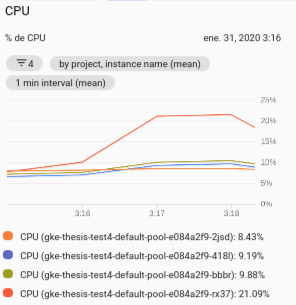 CPU
% de CPU
ene. 31, 2020 3:16
4
by project, instance name (mean)
1 min interval (mean)
25%
20%
15%
10%
5%
0%
3:16
3:17
3:18
CPU (gke-thesis-test4-default-pool-e084a2f9-2jsd): 8.43%
CPU (gke-thesis-test4-default-pool-e084a2f9-418l): 9.19%
CPU (gke-thesis-test4-default-pool-e084a2f9-bbbr): 9.88%
CPU (gke-thesis-test4-default-pool-e084a2f9-rx37): 21.09%